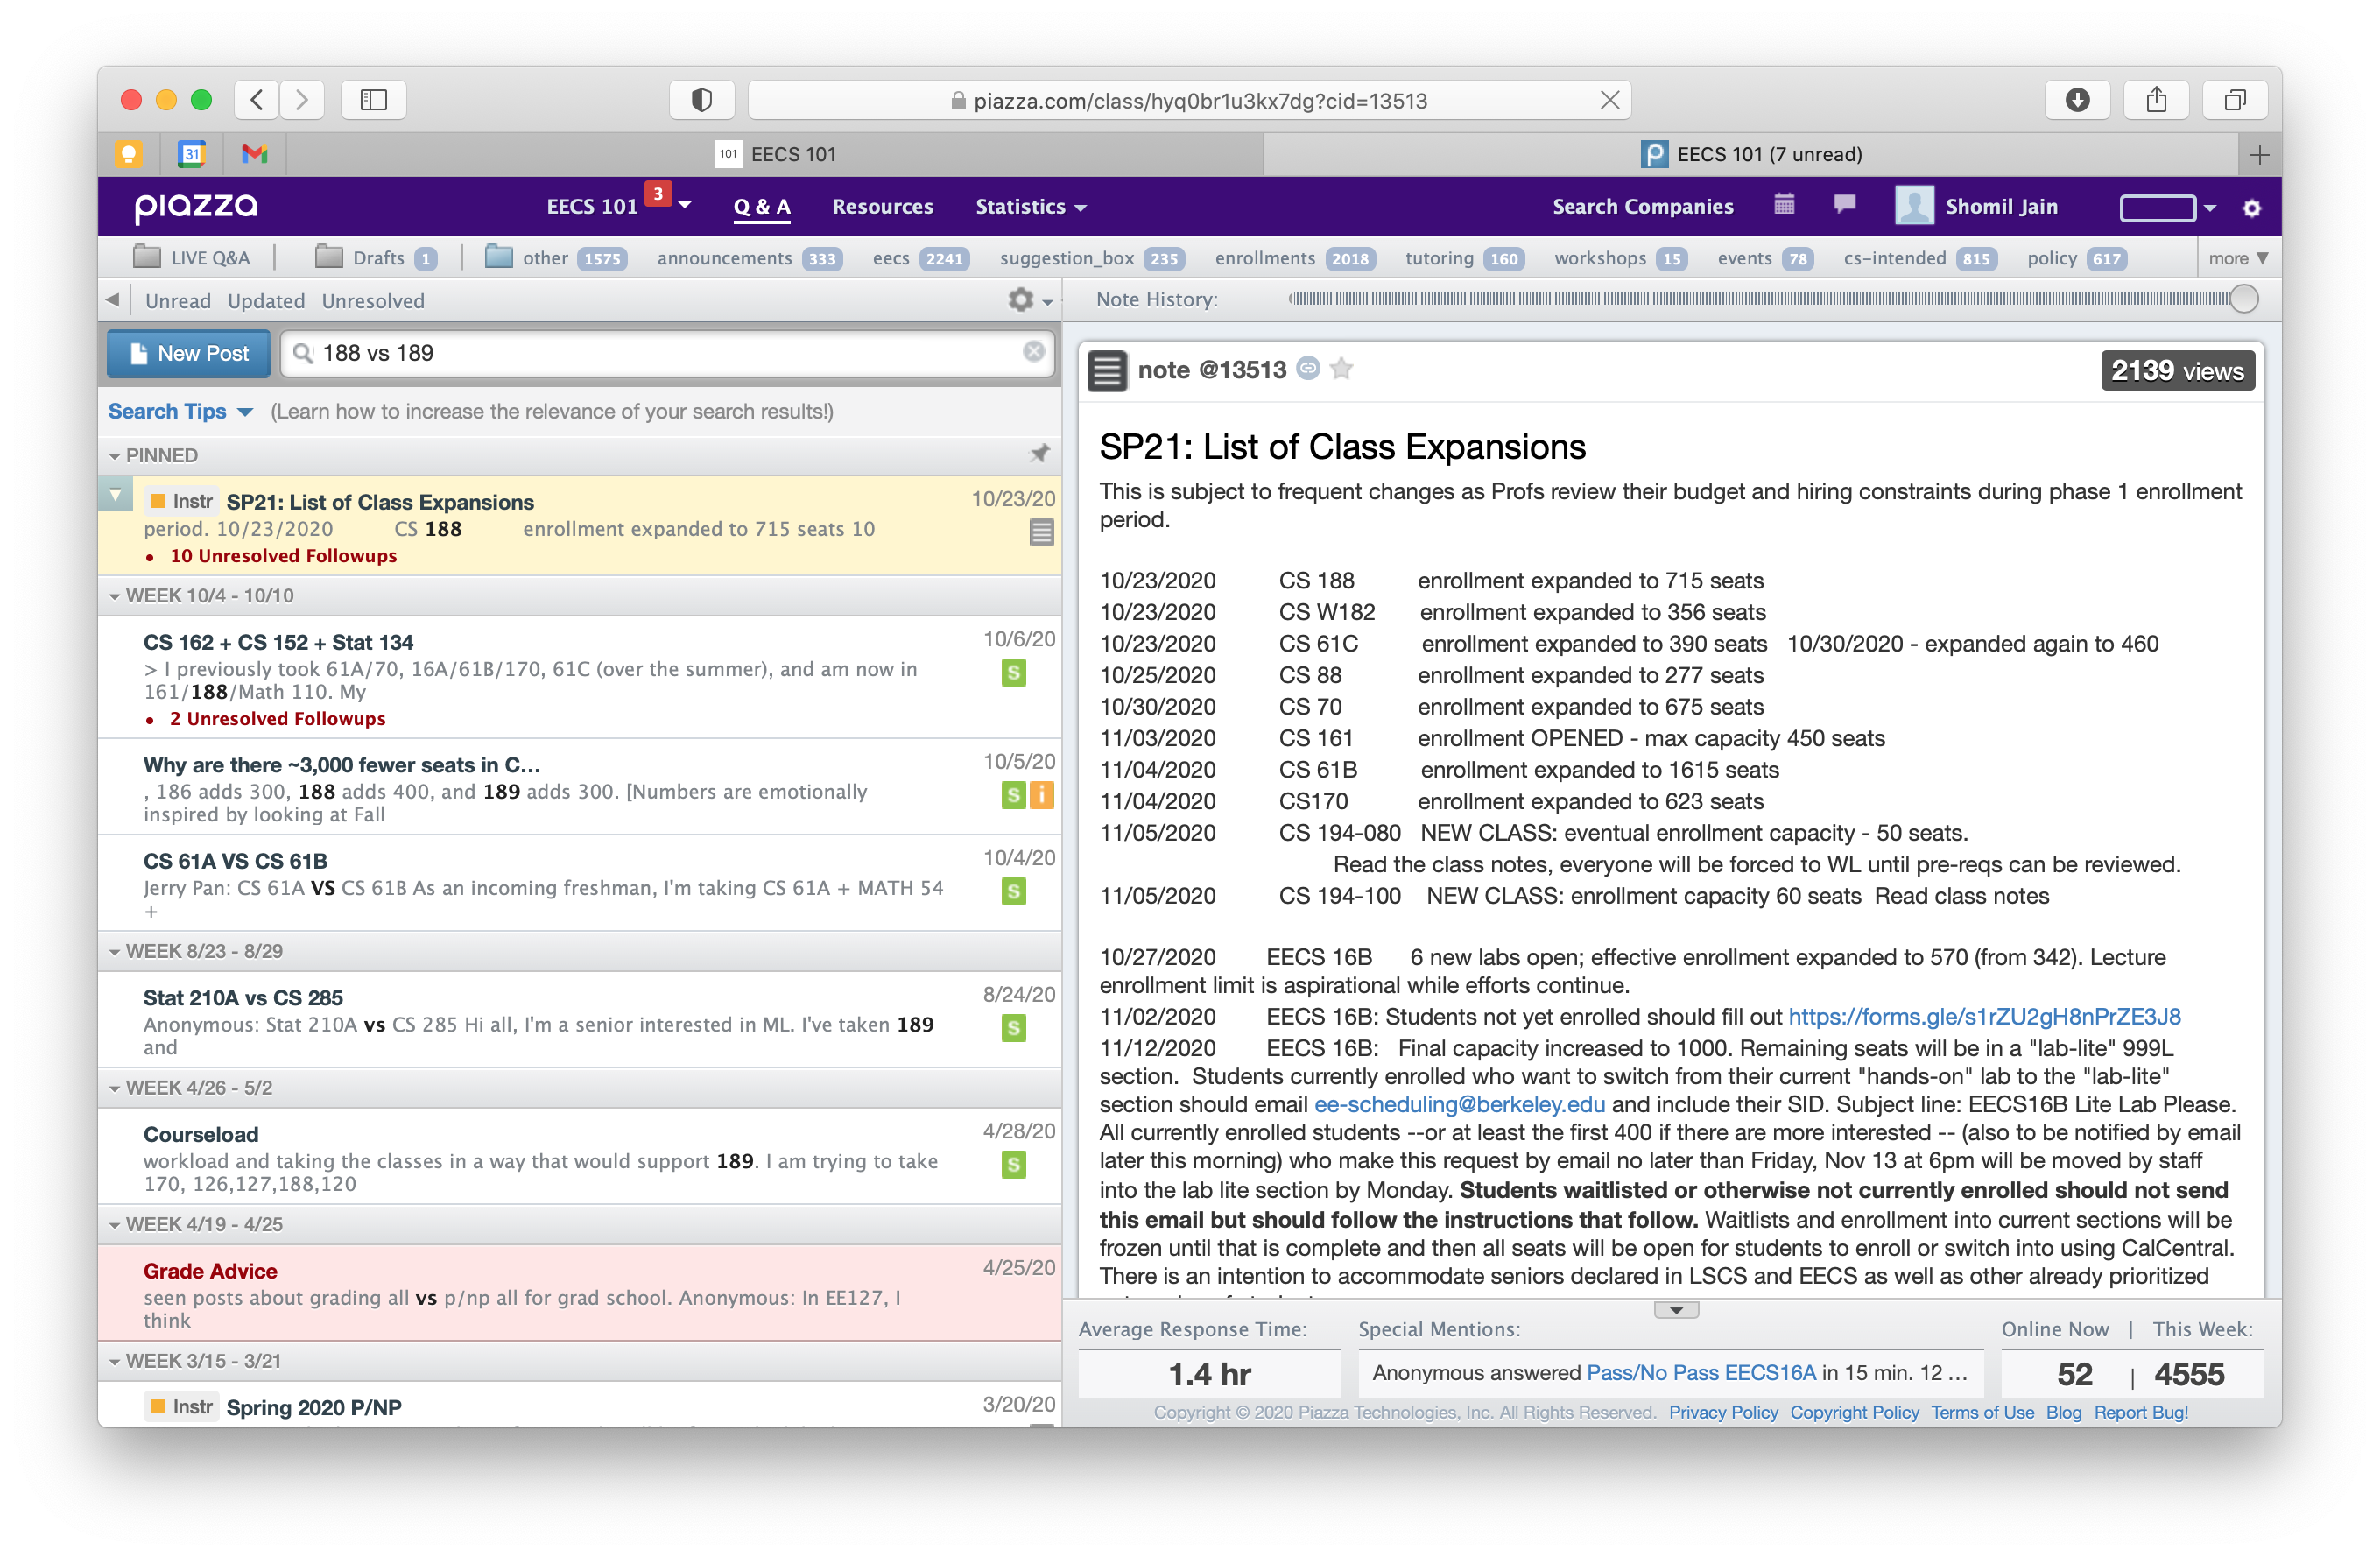 piazza.com/class/hyq0br1u3kx7dg?cid=13513
31
101 EECS 101
EECS 101 (7 unread)
piazza
EECS 101 3
Q & A
Resources
Statistics
Search Companies
Shomil Jain
LIVE Q&A
Drafts 1
other 1575
announcements 333
eecs 2241
suggestion_box 235
enrollments 2018
tutoring 160
workshops 15
events 78
cs-intended 815
policy 617
more
Unread Updated Unresolved
Note History:
New Post
188 vs 189
Search Tips (Learn how to increase the relevance of your search results!)
PINNED
Instr SP21: List of Class Expansions 10/23/20
period. 10/23/2020 CS 188 enrollment expanded to 715 seats 10
• 10 Unresolved Followups
WEEK 10/4 - 10/10
CS 162 + CS 152 + Stat 134 10/6/20
> I previously took 61A/70, 16A/61B/170, 61C (over the summer), and am now in S
161/188/Math 110. My
• 2 Unresolved Followups
Why are there ~3,000 fewer seats in C... 10/5/20
, 186 adds 300, 188 adds 400, and 189 adds 300. [Numbers are emotionally S i
inspired by looking at Fall
CS 61A VS CS 61B 10/4/20
Jerry Pan: CS 61A VS CS 61B As an incoming freshman, I'm taking CS 61A + MATH 54 S
+
WEEK 8/23 - 8/29
Stat 210A vs CS 285 8/24/20
Anonymous: Stat 210A vs CS 285 Hi all, I'm a senior interested in ML. I've taken 189 S
and
WEEK 4/26 - 5/2
Courseload 4/28/20
workload and taking the classes in a way that would support 189. I am trying to take S
170, 126,127,188,120
WEEK 4/19 - 4/25
Grade Advice 4/25/20
seen posts about grading all vs p/np all for grad school. Anonymous: In EE127, I
think
WEEK 3/15 - 3/21
Instr Spring 2020 P/NP 3/20/20
note @13513
2139 views
SP21: List of Class Expansions
This is subject to frequent changes as Profs review their budget and hiring constraints during phase 1 enrollment
period.
10/23/2020 CS 188 enrollment expanded to 715 seats
10/23/2020 CS W182 enrollment expanded to 356 seats
10/23/2020 CS 61C enrollment expanded to 390 seats 10/30/2020 - expanded again to 460
10/25/2020 CS 88 enrollment expanded to 277 seats
10/30/2020 CS 70 enrollment expanded to 675 seats
11/03/2020 CS 161 enrollment OPENED - max capacity 450 seats
11/04/2020 CS 61B enrollment expanded to 1615 seats
11/04/2020 CS170 enrollment expanded to 623 seats
11/05/2020 CS 194-080 NEW CLASS: eventual enrollment capacity - 50 seats.
Read the class notes, everyone will be forced to WL until pre-reqs can be reviewed.
11/05/2020 CS 194-100 NEW CLASS: enrollment capacity 60 seats Read class notes
10/27/2020 EECS 16B 6 new labs open; effective enrollment expanded to 570 (from 342). Lecture
enrollment limit is aspirational while efforts continue.
11/02/2020 EECS 16B: Students not yet enrolled should fill out https://forms.gle/s1rZU2gH8nPrZE3J8
11/12/2020 EECS 16B: Final capacity increased to 1000. Remaining seats will be in a "lab-lite" 999L
section. Students currently enrolled who want to switch from their current "hands-on" lab to the "lab-lite"
section should email ee-scheduling@berkeley.edu and include their SID. Subject line: EECS16B Lite Lab Please.
All currently enrolled students --or at least the first 400 if there are more interested -- (also to be notified by email
later this morning) who make this request by email no later than Friday, Nov 13 at 6pm will be moved by staff
into the lab lite section by Monday. Students waitlisted or otherwise not currently enrolled should not send
this email but should follow the instructions that follow. Waitlists and enrollment into current sections will be
frozen until that is complete and then all seats will be open for students to enroll or switch into using CalCentral.
There is an intention to accommodate seniors declared in LSCS and EECS as well as other already prioritized
Average Response Time:
1.4 hr
Special Mentions:
Anonymous answered Pass/No Pass EECS16A in 15 min. 12 ...
Online Now | This Week:
52 | 4555
Copyright © 2020 Piazza Technologies, Inc. All Rights Reserved. Privacy Policy Copyright Policy Terms of Use Blog Report Bug!